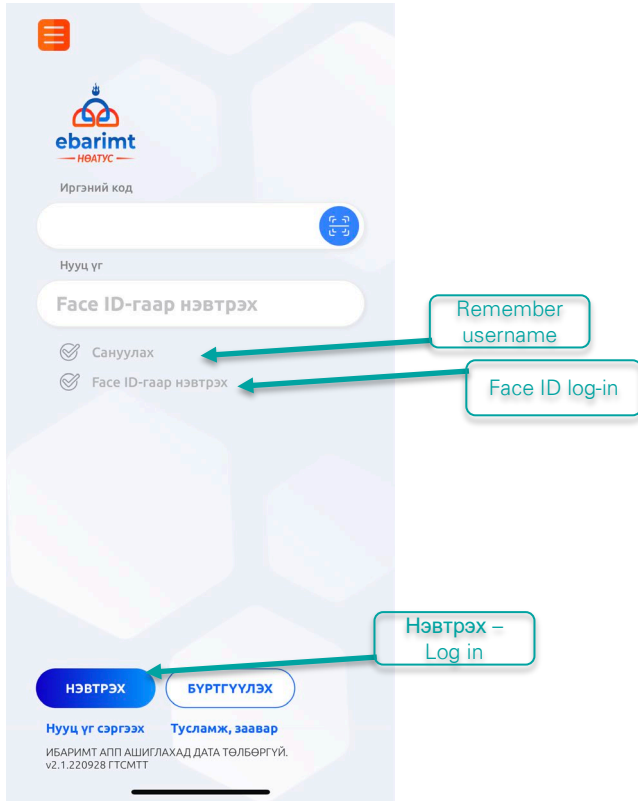 ebarimt
НӨАТУС
Иргэний код
Нууц үг
Face ID-гаар нэвтрэх
Сануулах
Face ID-гаар нэвтрэх
Remember
username
Face ID log-in
Нэвтрэх –
Log in
НЭВТРЭХ
БҮРТГҮҮЛЭХ
Нууц үг сэргээх
Тусламж, заавар
ИБАРИМТ АПП АШИГЛАХАД ДАТА ТӨЛБӨРГҮЙ.
v2.1.220928 ГТСМТТ